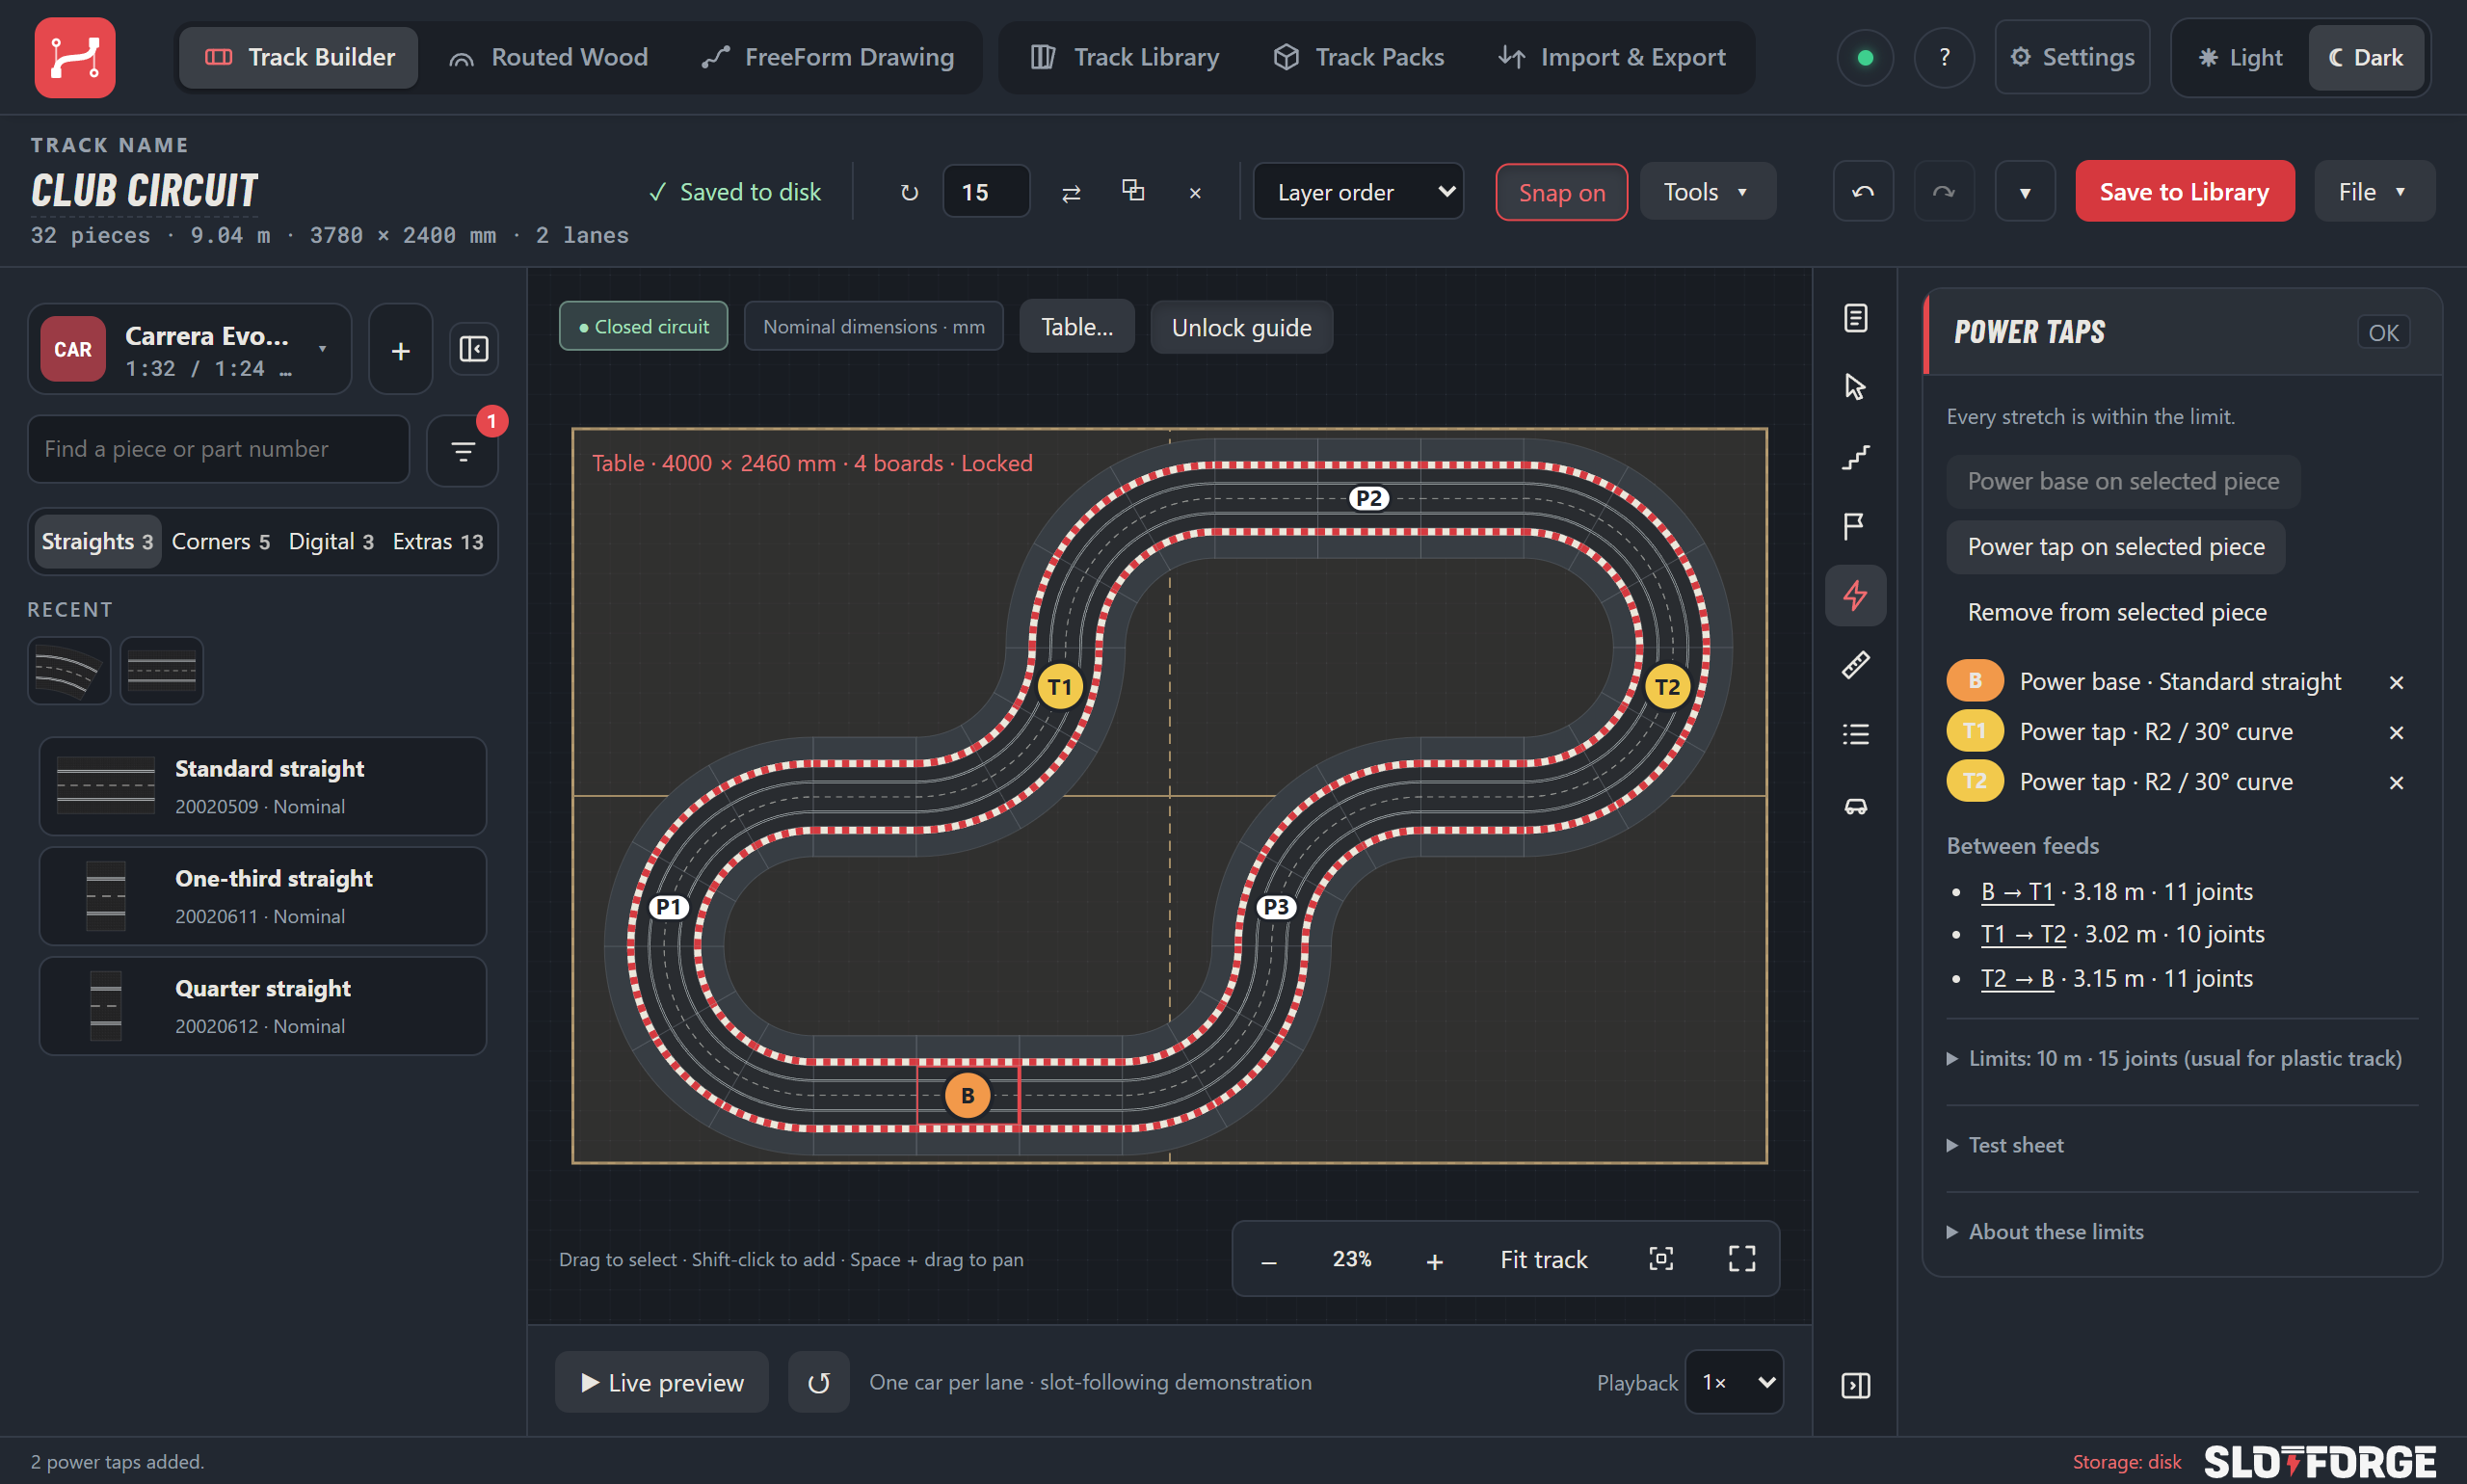 Track Builder
Routed Wood
FreeForm Drawing
Track Library
Track Packs
Import & Export
?
Settings
Light
Dark
TRACK NAME
CLUB CIRCUIT
32 pieces · 9.04 m · 3780 × 2400 mm · 2 lanes
✓ Saved to disk
15
Layer order
Snap on
Tools
Save to Library
File
CAR
Carrera Evo...
1:32 / 1:24 …
+
Find a piece or part number
1
Straights 3
Corners 5
Digital 3
Extras 13
RECENT
Standard straight
20020509 · Nominal
One-third straight
20020611 · Nominal
Quarter straight
20020612 · Nominal
Closed circuit
Nominal dimensions · mm
Table...
Unlock guide
Table · 4000 × 2460 mm · 4 boards · Locked
P2
T1
T2
P1
P3
B
Drag to select · Shift-click to add · Space + drag to pan
– 23% + Fit track
Live preview
One car per lane · slot-following demonstration
Playback
1×
POWER TAPS
OK
Every stretch is within the limit.
Power base on selected piece
Power tap on selected piece
Remove from selected piece
B Power base · Standard straight ×
T1 Power tap · R2 / 30° curve ×
T2 Power tap · R2 / 30° curve ×
Between feeds
• B → T1 · 3.18 m · 11 joints
• T1 → T2 · 3.02 m · 10 joints
• T2 → B · 3.15 m · 11 joints
Limits: 10 m · 15 joints (usual for plastic track)
Test sheet
About these limits
2 power taps added.
Storage: disk
SLOTFORGE